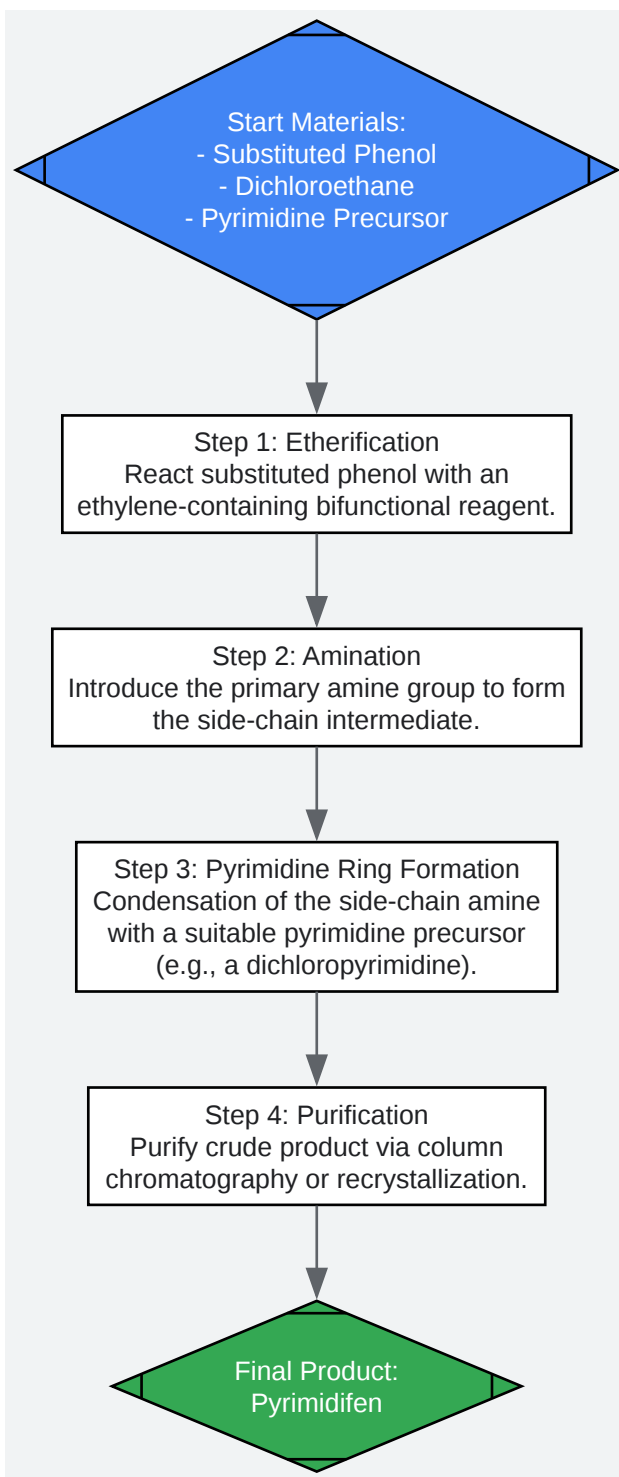 Start Materials:
- Substituted Phenol
- Dichloroethane
- Pyrimidine Precursor
Step 1: Etherification
React substituted phenol with an
ethylene-containing bifunctional reagent.
Step 2: Amination
Introduce the primary amine group to form
the side-chain intermediate.
Step 3: Pyrimidine Ring Formation
Condensation of the side-chain amine
with a suitable pyrimidine precursor
(e.g., a dichloropyrimidine).
Step 4: Purification
Purify crude product via column
chromatography or recrystallization.
Final Product:
Pyrimidifen